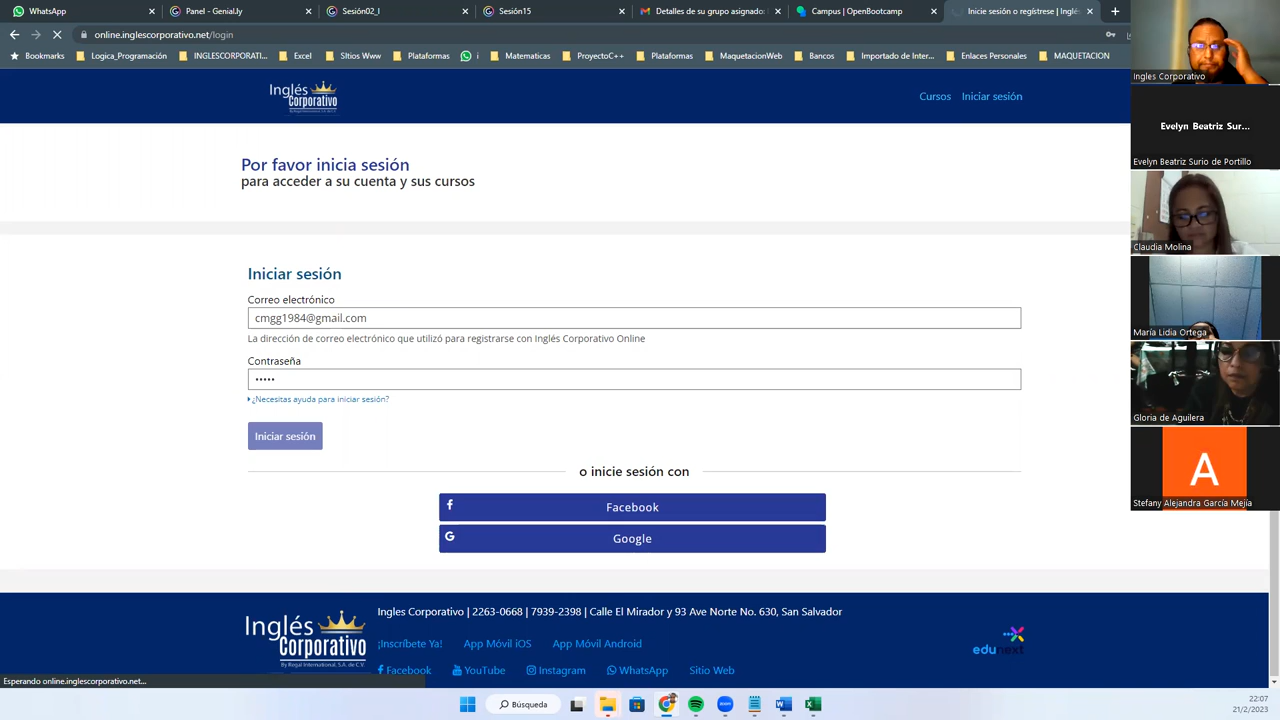 WhatsApp
Panel - Genial.ly
Sesión02_I
Sesión15
Detalles de su grupo asignado:
Campus | OpenBootcamp
Inicie sesión o regístrese | Inglés
online.inglescorporativo.net/login
Bookmarks
Logica_Programción
INGLESCORPORATI...
Excel
SItios Www
Plataformas
Matematicas
ProyectoC++
Plataformas
MaquetacionWeb
Bancos
Importado de Inter...
Enlaces Personales
MAQUETACION
Inglés
Corporativo
Cursos
Iniciar sesión
Por favor inicia sesión
para acceder a su cuenta y sus cursos
Iniciar sesión
Correo electrónico
cmgg1984@gmail.com
La dirección de correo electrónico que utilizó para registrarse con Inglés Corporativo Online
Contraseña
•••••
¿Necesitas ayuda para iniciar sesión?
Iniciar sesión
o inicie sesión con
Facebook
Google
Inglés
Corporativo
By Regal International, S.A. de C.V.
Ingles Corporativo | 2263-0668 | 7939-2398 | Calle El Mirador y 93 Ave Norte No. 630, San Salvador
¡Inscríbete Ya!
App Móvil iOS
App Móvil Android
Facebook
YouTube
Instagram
WhatsApp
Sitio Web
edunext
Esperando online.inglescorporativo.net...
Búsqueda
22:07
21/2/2023
Ingles Corporativo
Evelyn Beatriz Sur...
Evelyn Beatriz Surio de Portillo
Claudia Molina
María Lidia Ortega
Gloria de Aguilera
A
Stefany Alejandra García Mejía